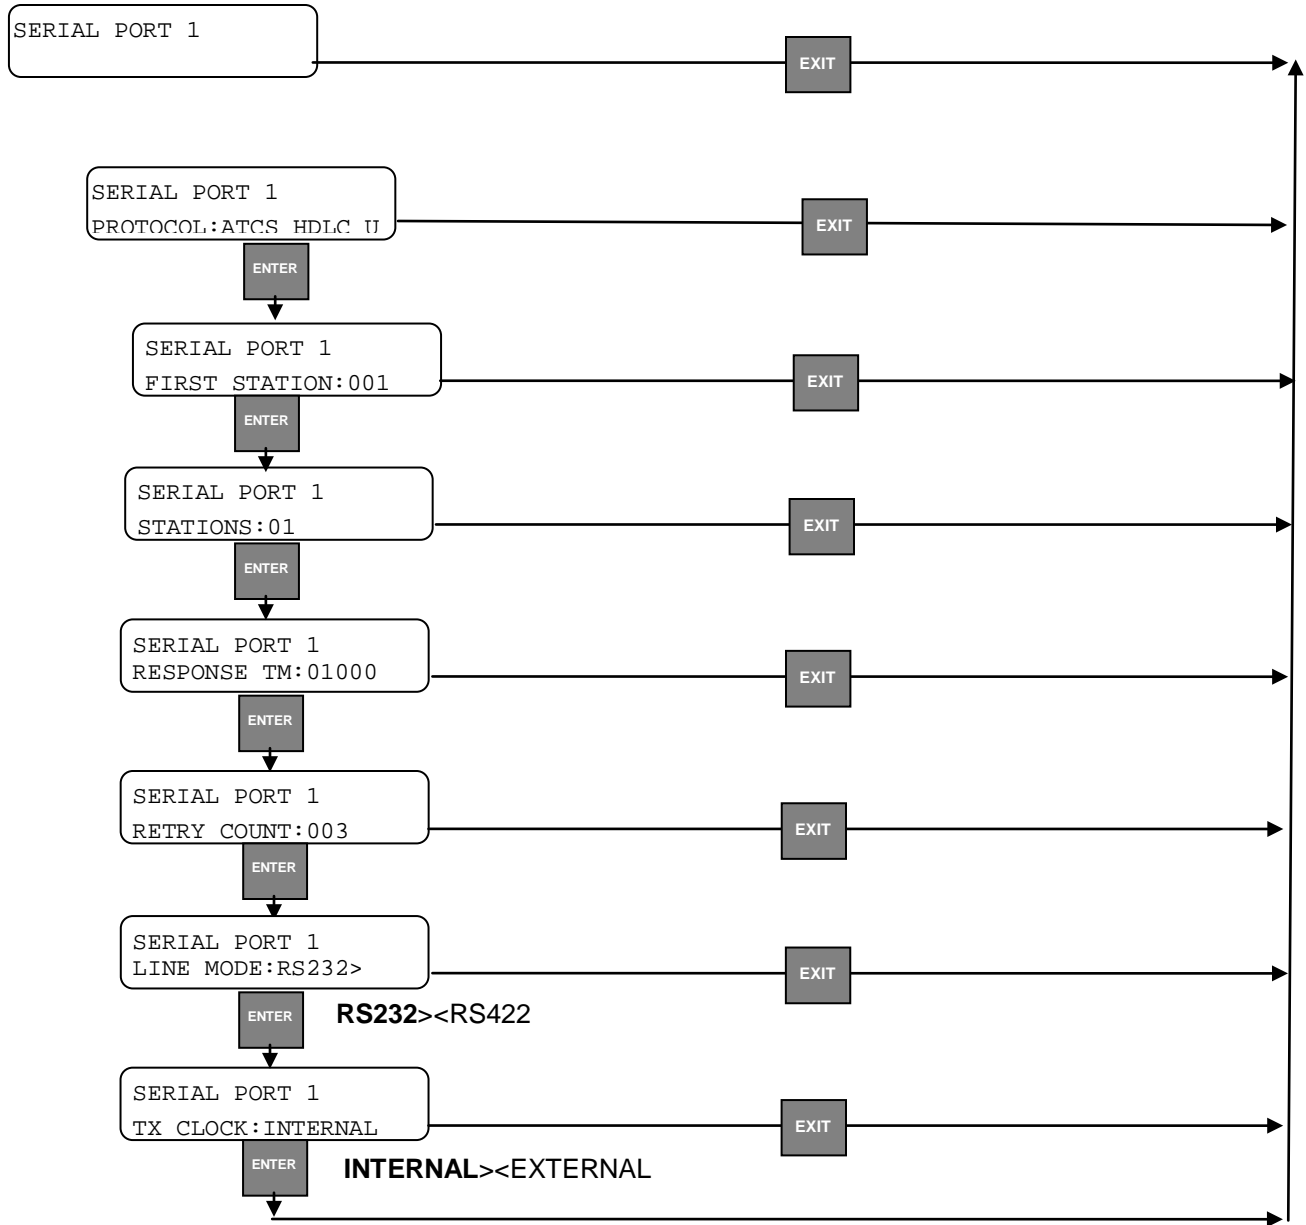 SERIAL PORT 1
EXIT
SERIAL PORT 1
PROTOCOL:ATCS HDLC U
EXIT
ENTER
SERIAL PORT 1
FIRST STATION:001
EXIT
ENTER
SERIAL PORT 1
STATIONS:01
EXIT
ENTER
SERIAL PORT 1
RESPONSE TM:01000
EXIT
ENTER
SERIAL PORT 1
RETRY COUNT:003
EXIT
ENTER
SERIAL PORT 1
LINE MODE:RS232>
EXIT
ENTER
RS232><RS422
SERIAL PORT 1
TX CLOCK:INTERNAL
EXIT
ENTER
INTERNAL><EXTERNAL